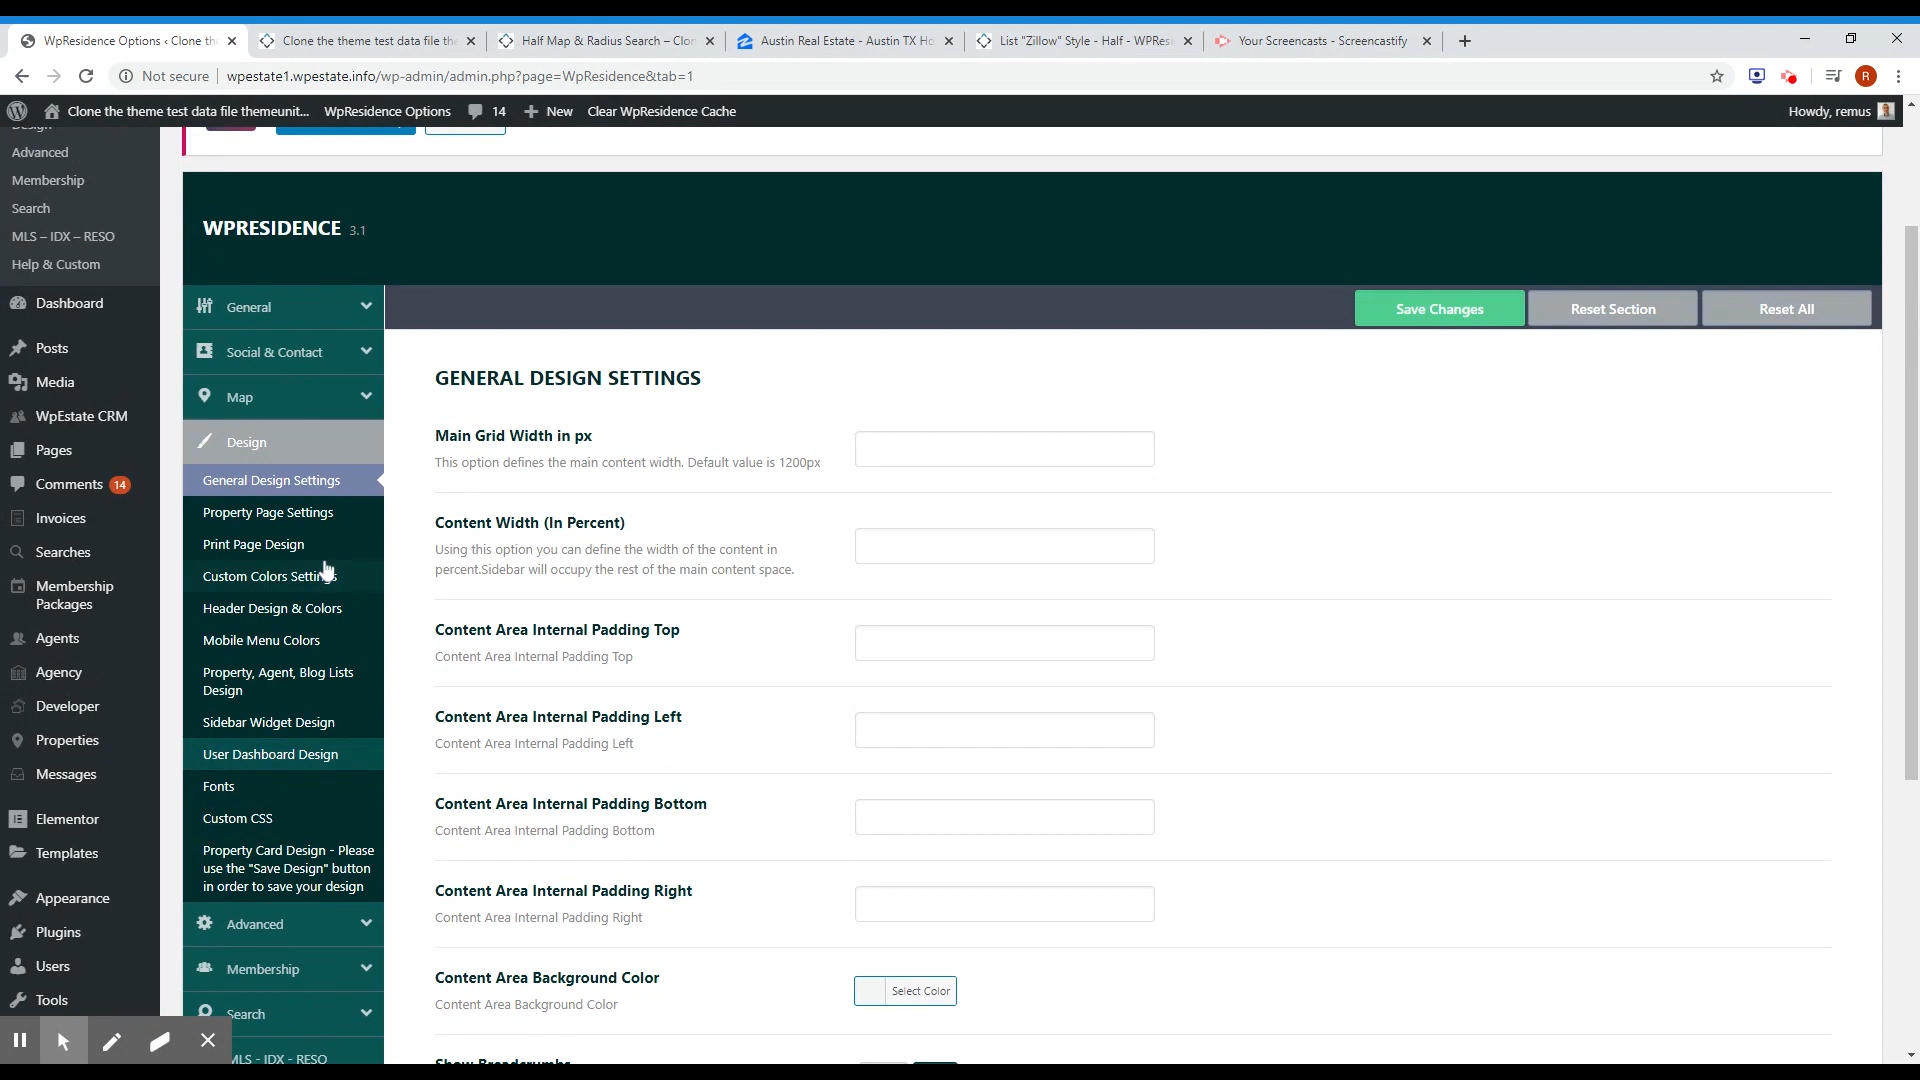 WpResidence Options ‹ Clone th
Clone the theme test data file the
Half Map & Radius Search – Clon
Austin Real Estate - Austin TX Ho
List "Zillow" Style - Half - WPResi
Your Screencasts - Screencastify
Not secure
wpestate1.wpestate.info/wp-admin/admin.php?page=WpResidence&tab=1
R
Clone the theme test data file themeunit...
WpResidence Options
14
New
Clear WpResidence Cache
Howdy, remus
Design
Advanced
Membership
Search
MLS – IDX – RESO
Help & Custom
Dashboard
Posts
Media
WpEstate CRM
Pages
Comments 14
Invoices
Searches
Membership
Packages
Agents
Agency
Developer
Properties
Messages
Elementor
Templates
Appearance
Plugins
Users
Tools
WPRESIDENCE 3.1
General
Social & Contact
Map
Design
General Design Settings
Property Page Settings
Print Page Design
Custom Colors Settings
Header Design & Colors
Mobile Menu Colors
Property, Agent, Blog Lists
Design
Sidebar Widget Design
User Dashboard Design
Fonts
Custom CSS
Property Card Design - Please
use the "Save Design" button
in order to save your design
Advanced
Membership
Search
MLS - IDX - RESO
Save Changes
Reset Section
Reset All
GENERAL DESIGN SETTINGS
Main Grid Width in px
This option defines the main content width. Default value is 1200px
Content Width (In Percent)
Using this option you can define the width of the content in
percent.Sidebar will occupy the rest of the main content space.
Content Area Internal Padding Top
Content Area Internal Padding Top
Content Area Internal Padding Left
Content Area Internal Padding Left
Content Area Internal Padding Bottom
Content Area Internal Padding Bottom
Content Area Internal Padding Right
Content Area Internal Padding Right
Content Area Background Color
Select Color
Content Area Background Color
Show Breadcrumbs